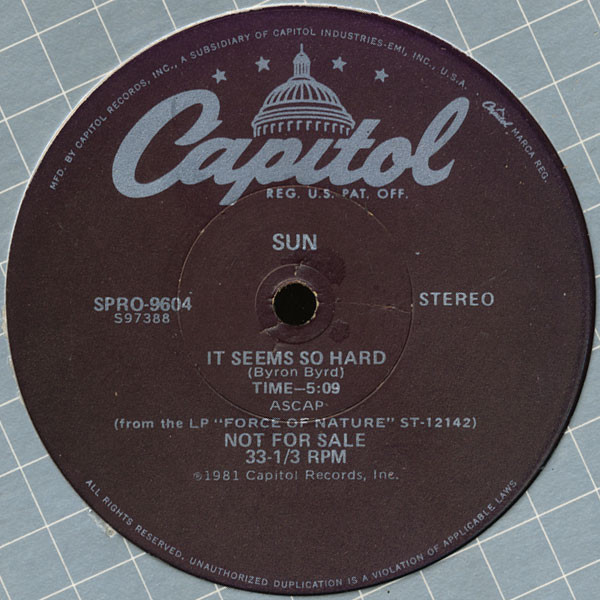 MFD. BY CAPITOL RECORDS, INC., A SUBSIDIARY OF CAPITOL INDUSTRIES-EMI, INC., U.S.A.
Capitol MARCA REG.
Capitol
REG. U.S. PAT. OFF.
SUN
SPRO-9604
S97388
STEREO
IT SEEMS SO HARD
(Byron Byrd)
TIME—5:09
ASCAP
(from the LP "FORCE OF NATURE" ST-12142)
NOT FOR SALE
33-1/3 RPM
℗1981 Capitol Records, Inc.
ALL RIGHTS RESERVED. UNAUTHORIZED DUPLICATION IS A VIOLATION OF APPLICABLE LAWS.